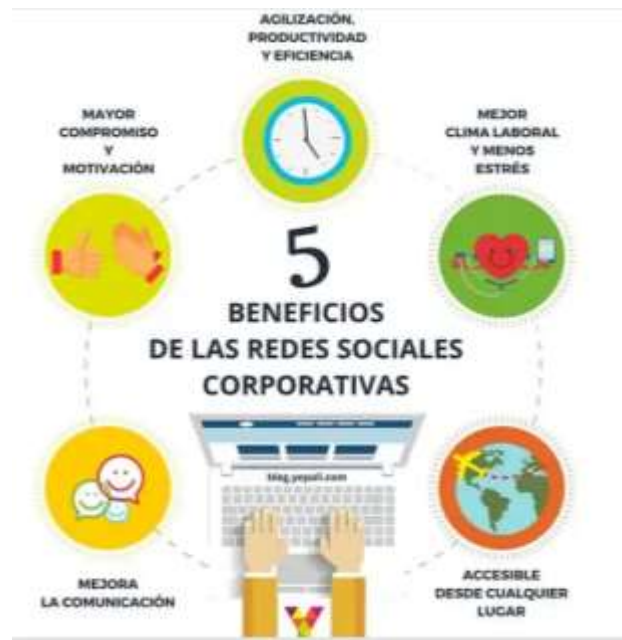 AGILIZACIÓN,
PRODUCTIVIDAD
Y EFICIENCIA
MAYOR
COMPROMISO
Y
MOTIVACIÓN
MEJOR
CLIMA LABORAL
Y MENOS
ESTRÉS
5
BENEFICIOS
DE LAS REDES SOCIALES
CORPORATIVAS
blog.yepali.com
MEJORA
LA COMUNICACIÓN
ACCESIBLE
DESDE CUALQUIER
LUGAR